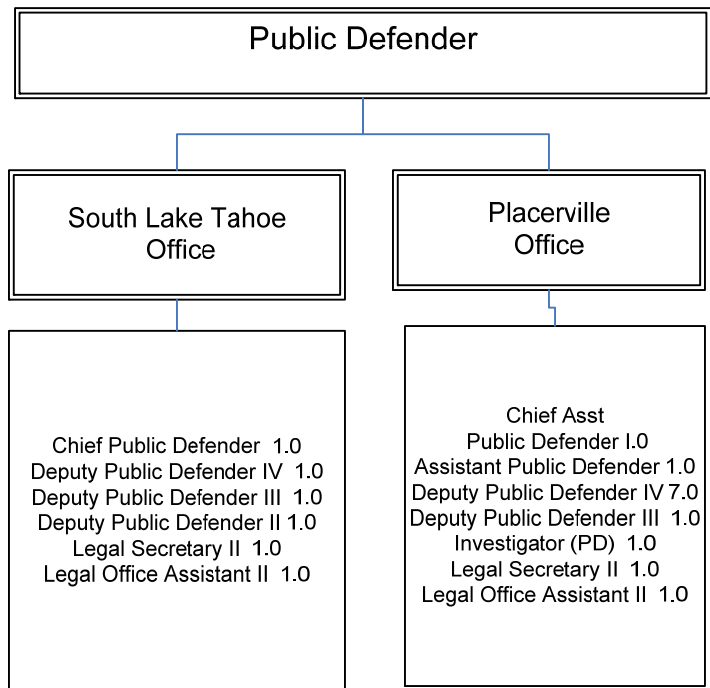 Public Defender
South Lake Tahoe
Office
Placerville
Office
Chief Public Defender 1.0
Deputy Public Defender IV 1.0
Deputy Public Defender III 1.0
Deputy Public Defender II 1.0
Legal Secretary II 1.0
Legal Office Assistant II 1.0
Chief Asst
Public Defender I.0
Assistant Public Defender 1.0
Deputy Public Defender IV 7.0
Deputy Public Defender III 1.0
Investigator (PD) 1.0
Legal Secretary II 1.0
Legal Office Assistant II 1.0